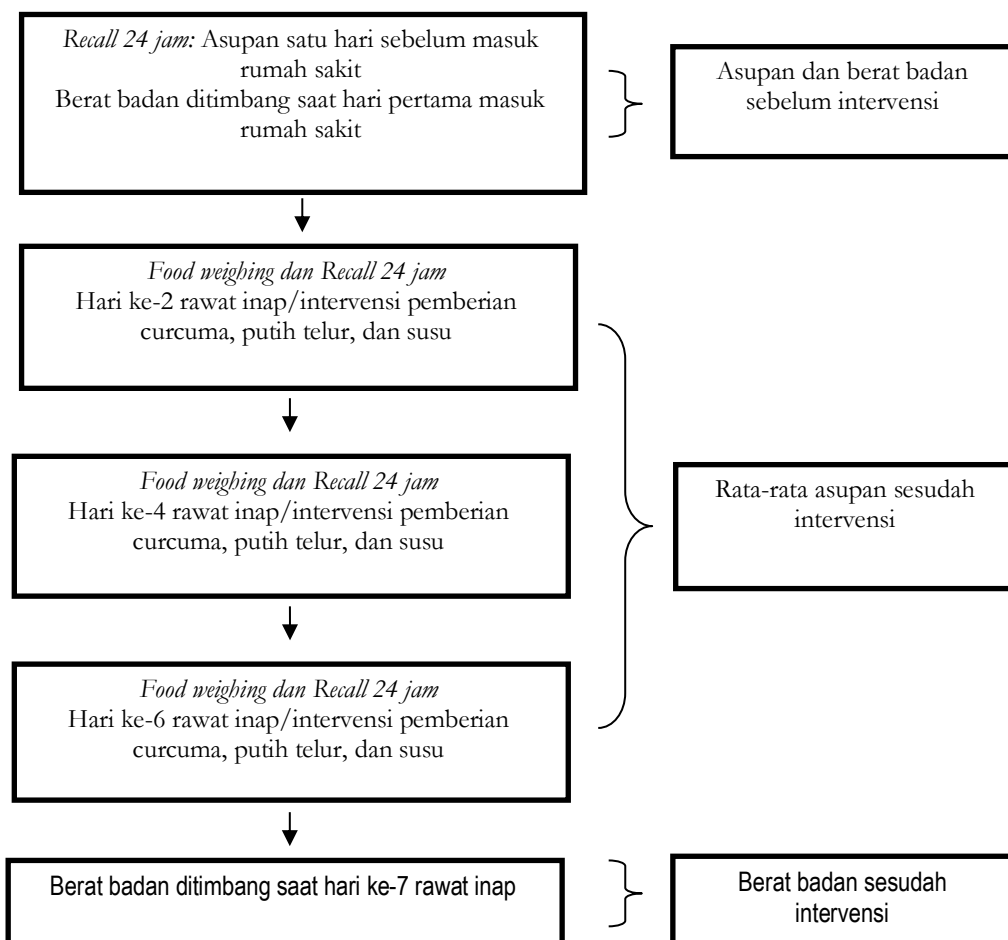 Recall 24 jam: Asupan satu hari sebelum masuk
rumah sakit
Berat badan ditimbang saat hari pertama masuk
rumah sakit
Asupan dan berat badan
sebelum intervensi
Food weighing dan Recall 24 jam
Hari ke-2 rawat inap/intervensi pemberian
curcuma, putih telur, dan susu
Food weighing dan Recall 24 jam
Hari ke-4 rawat inap/intervensi pemberian
curcuma, putih telur, dan susu
Rata-rata asupan sesudah
intervensi
Food weighing dan Recall 24 jam
Hari ke-6 rawat inap/intervensi pemberian
curcuma, putih telur, dan susu
Berat badan ditimbang saat hari ke-7 rawat inap
Berat badan sesudah
intervensi